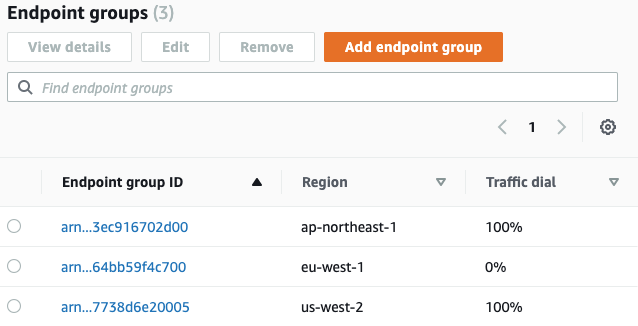 Endpoint groups (3)
View details Edit Remove Add endpoint group
Find endpoint groups
1
Endpoint group ID Region Traffic dial
arn...3ec916702d00 ap-northeast-1 100%
arn...64bb59f4c700 eu-west-1 0%
arn...7738d6e20005 us-west-2 100%